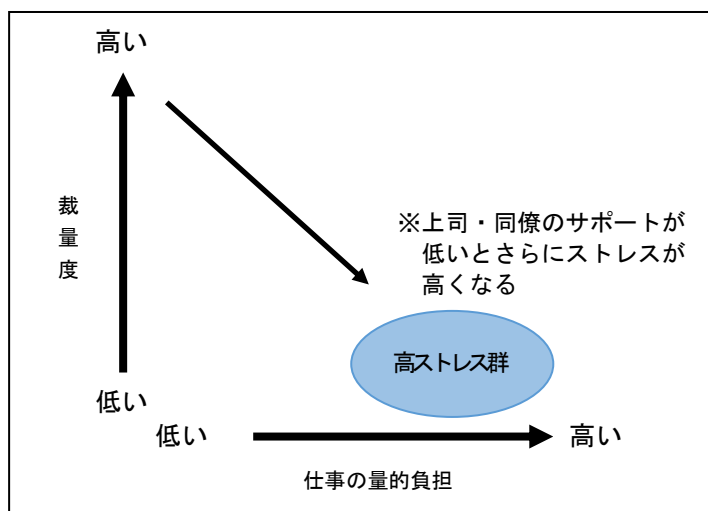 高い
裁量度
※上司・同僚のサポートが
低いとさらにストレスが
高くなる
高ストレス群
低い
低い
高い
仕事の量的負担